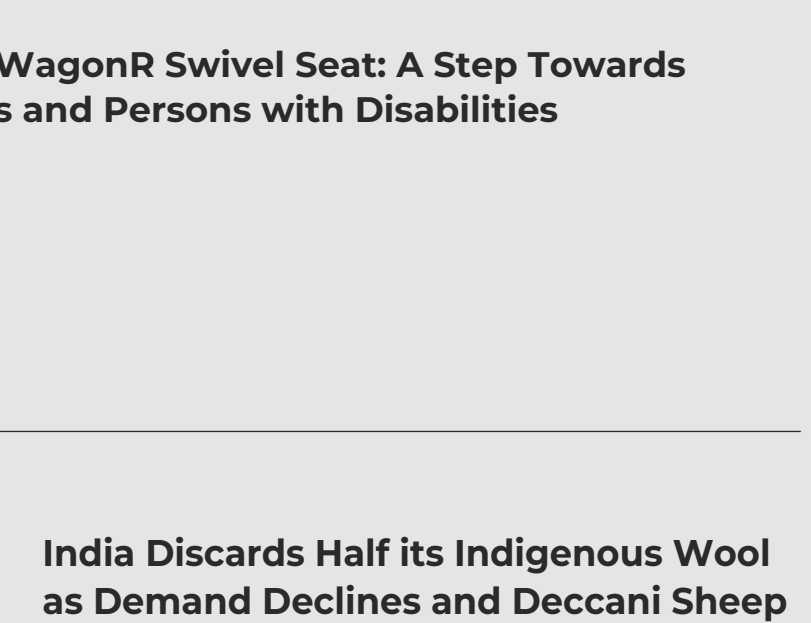 WagonR Swivel Seat: A Step Towards
s and Persons with Disabilities
India Discards Half its Indigenous Wool
as Demand Declines and Deccani Sheep